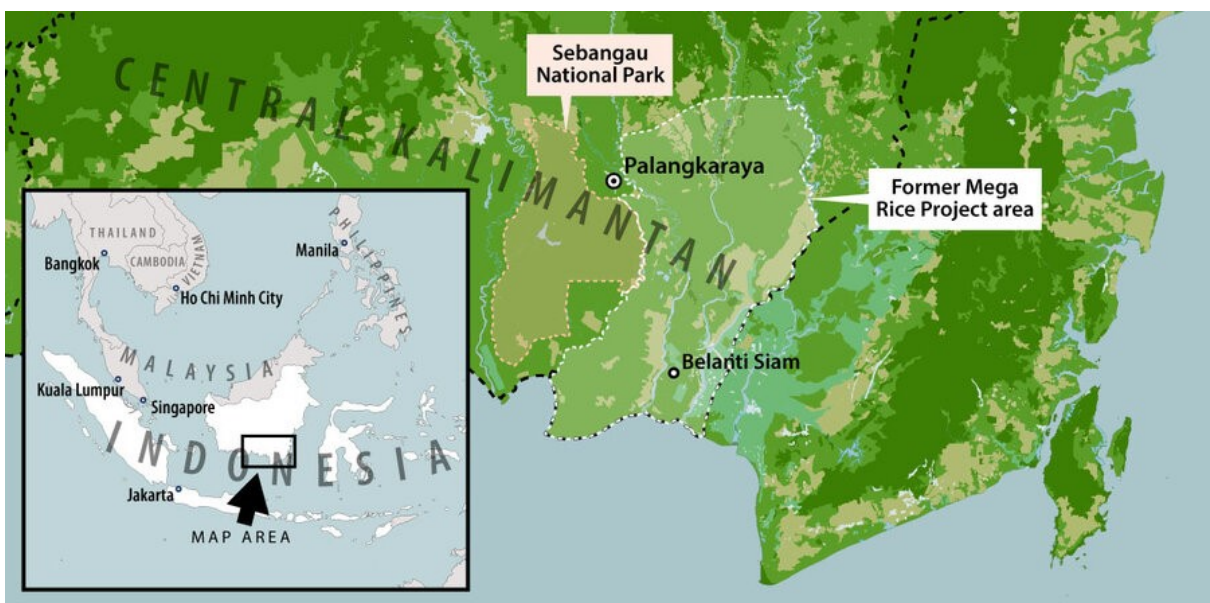 CENTRAL KALIMANTAN
Sebangau
National Park
Palangkaraya
Former Mega
Rice Project area
Belanti Siam
THAILAND
Bangkok
CAMBODIA
VIETNAM
Ho Chi Minh City
Manila
PHILIPPINES
MALAYSIA
Kuala Lumpur
Singapore
INDONESIA
Jakarta
MAP AREA